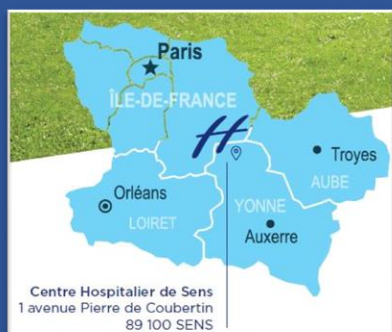 Paris
ÎLE-DE-FRANCE
H
Troyes
AUBE
Orléans
LOIRET
YONNE
Auxerre
Centre Hospitalier de Sens
1 avenue Pierre de Coubertin
89 100 SENS